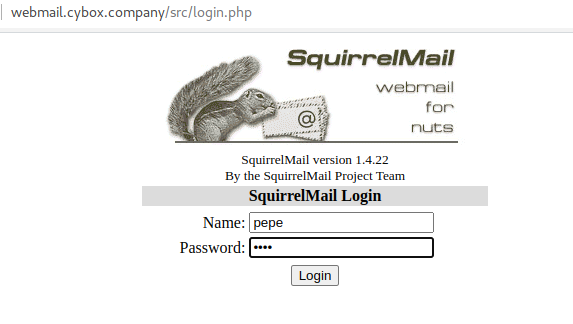 webmail.cybox.company/src/login.php
SquirrelMail
webmail
for
nuts
@
SquirrelMail version 1.4.22
By the SquirrelMail Project Team
SquirrelMail Login
Name: pepe
Password: ••••
Login